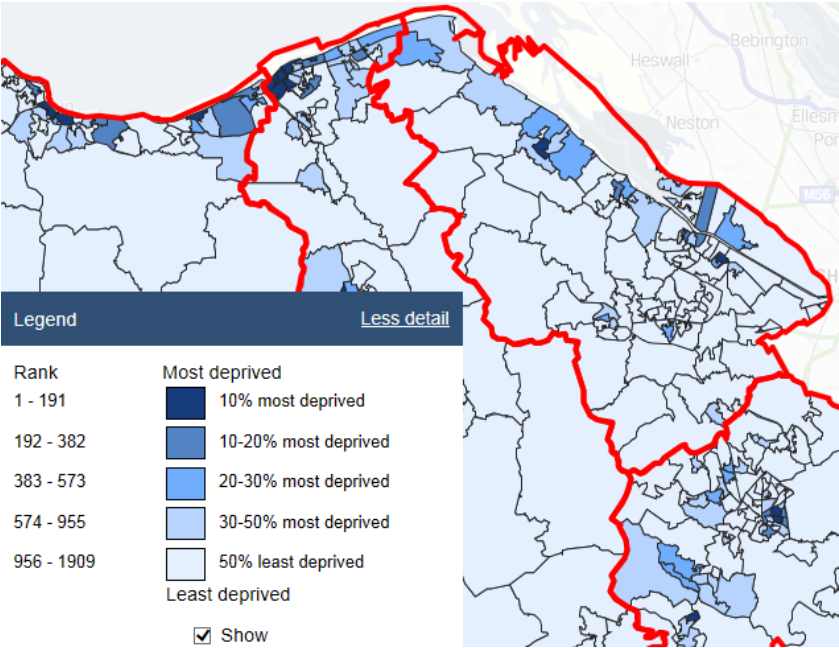 Bebington
Heswall
Neston
Ellesm
Por
M56
Legend Less detail
Rank Most deprived
1 - 191 10% most deprived
192 - 382 10-20% most deprived
383 - 573 20-30% most deprived
574 - 955 30-50% most deprived
956 - 1909 50% least deprived
Least deprived
Show